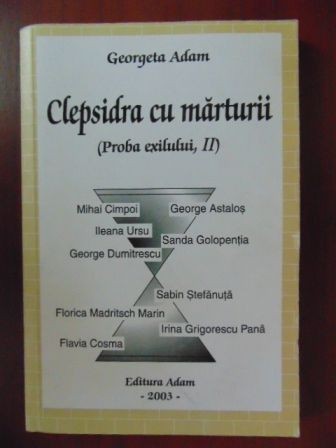 Georgeta Adam
Clepsidra cu mărturii
(Proba exilului, II)
Mihai Cimpoi
George Astaloș
Ileana Ursu
Sanda Golopenția
George Dumitrescu
Sabin Ștefănuță
Florica Madritsch Marin
Irina Grigorescu Pană
Flavia Cosma
Editura Adam
- 2003 -